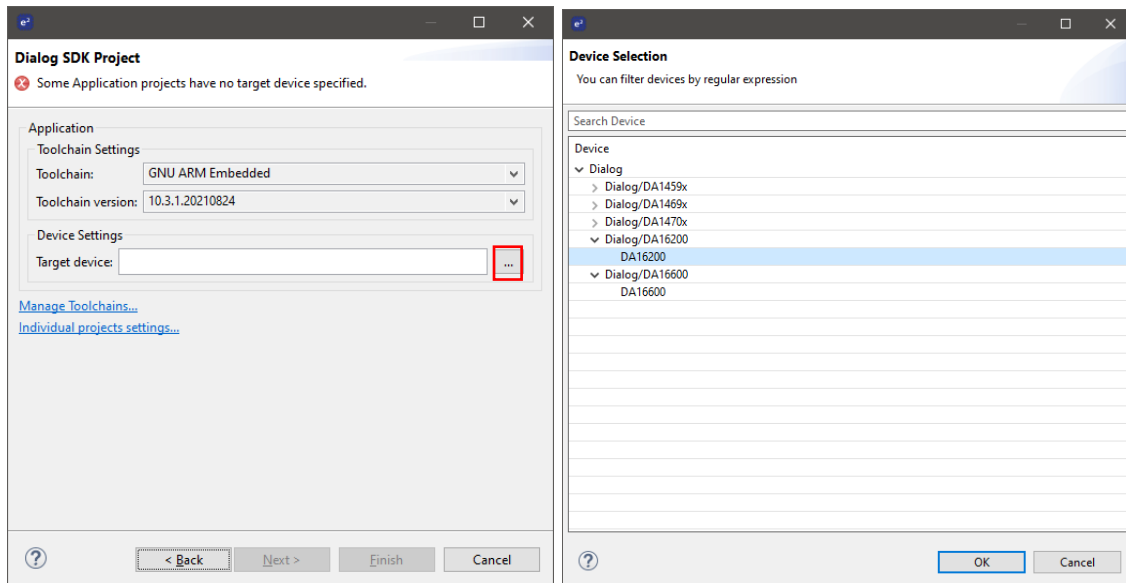 e²
Dialog SDK Project
Some Application projects have no target device specified.
Application
Toolchain Settings
Toolchain: GNU ARM Embedded
Toolchain version: 10.3.1.20210824
Device Settings
Target device: ...
Manage Toolchains...
Individual projects settings...
? < Back Next > Finish Cancel
e²
Device Selection
You can filter devices by regular expression
Search Device
Device
Dialog
Dialog/DA1459x
Dialog/DA1469x
Dialog/DA1470x
Dialog/DA16200
DA16200
Dialog/DA16600
DA16600
? OK Cancel